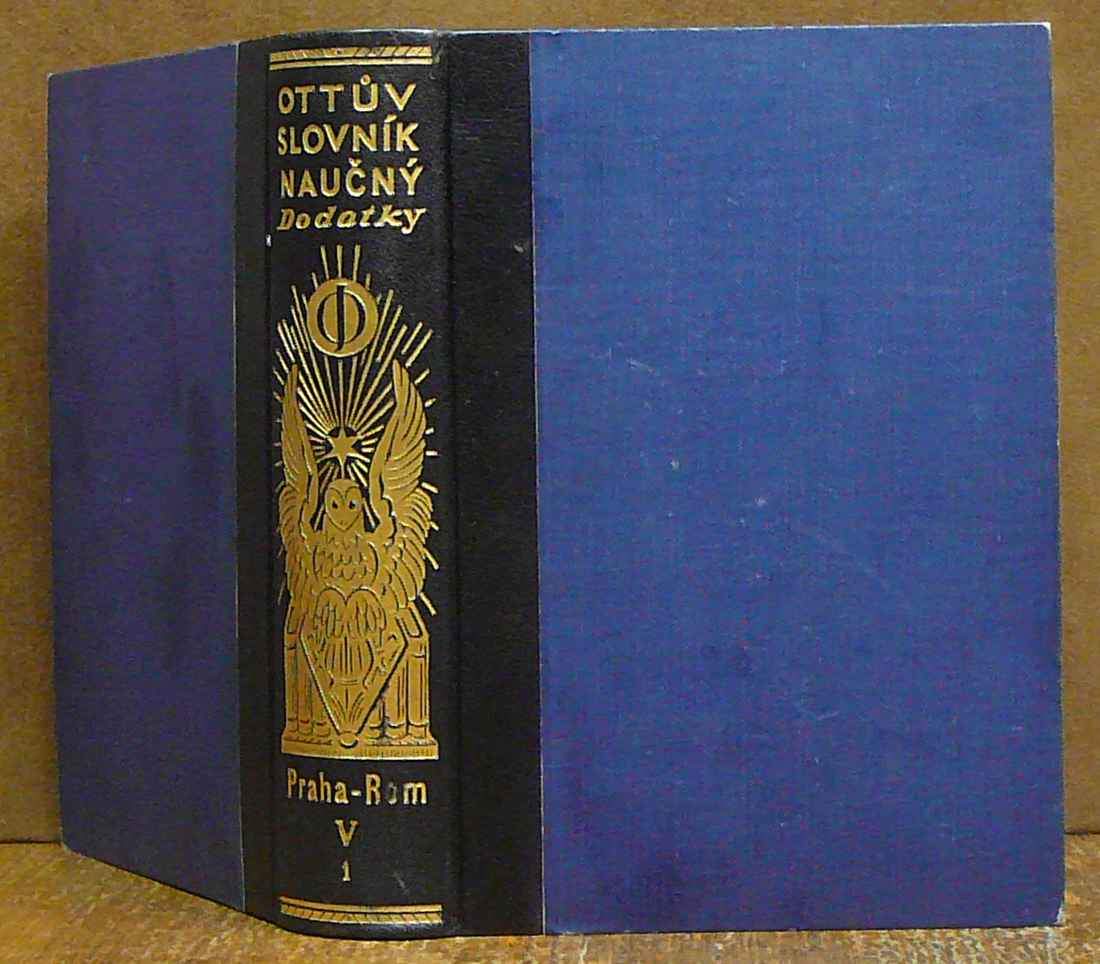 OTTŮV
SLOVNÍK
NAUČNÝ
Dodatky
Praha-Rom
V
1